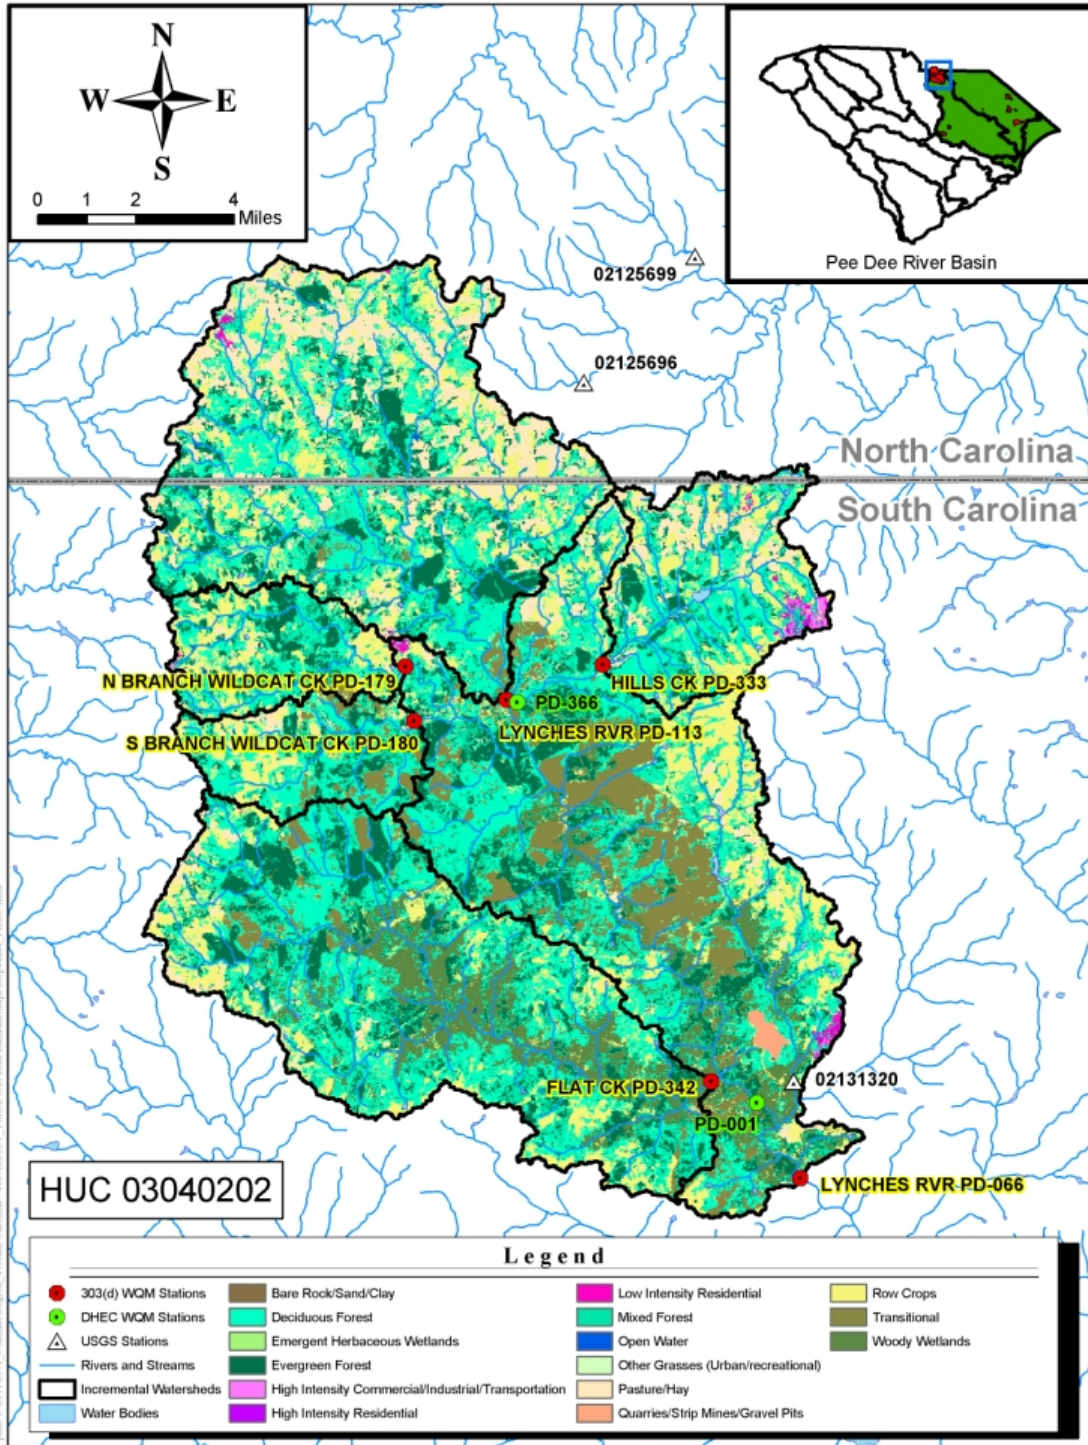 N
W E
S
0 1 2 4
Miles
Pee Dee River Basin
02125699
02125696
North Carolina
South Carolina
N BRANCH WILDCAT CK PD-179
HILLS CK PD-333
PD-366
LYNCHES RVR PD-113
S BRANCH WILDCAT CK PD-180
FLAT CK PD-342
02131320
PD-001
LYNCHES RVR PD-066
HUC 03040202
Legend
303(d) WQM Stations
DHEC WQM Stations
USGS Stations
Rivers and Streams
Incremental Watersheds
Water Bodies
Bare Rock/Sand/Clay
Deciduous Forest
Emergent Herbaceous Wetlands
Evergreen Forest
High Intensity Commercial/Industrial/Transportation
High Intensity Residential
Low Intensity Residential
Mixed Forest
Open Water
Other Grasses (Urban/recreational)
Pasture/Hay
Quarries/Strip Mines/Gravel Pits
Row Crops
Transitional
Woody Wetlands